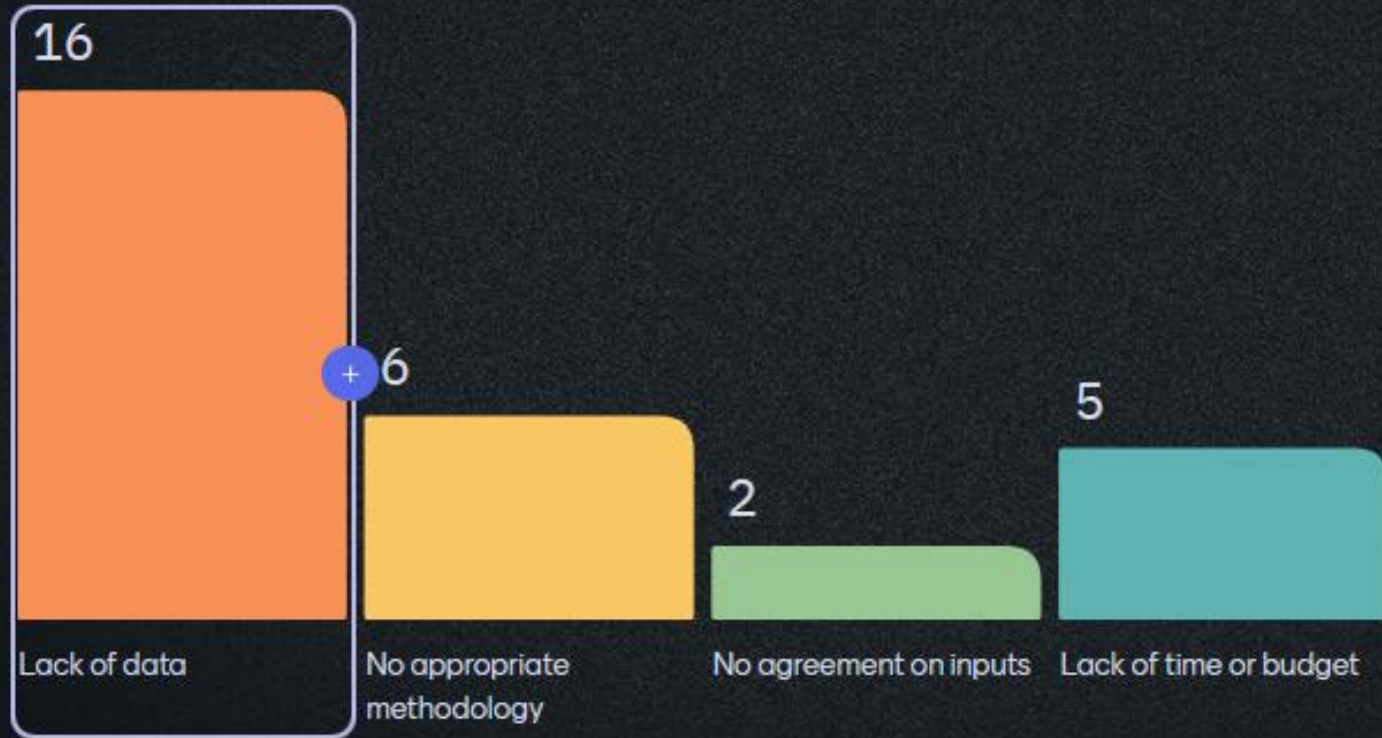 16
6
2
5
Lack of data
No appropriate
methodology
No agreement on inputs
Lack of time or budget